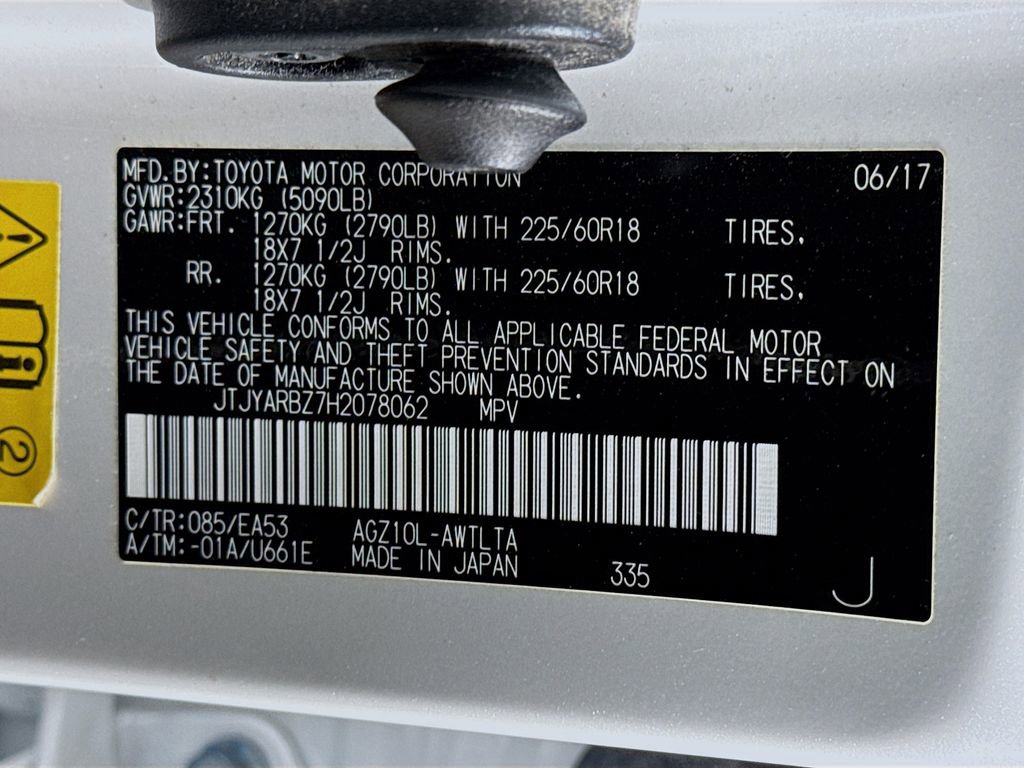 MFD.BY:TOYOTA MOTOR CORPORATION 06/17
GVWR:2310KG (5090LB)
GAWR:FRT. 1270KG (2790LB) WITH 225/60R18 TIRES,
18X7 1/2J RIMS.
RR. 1270KG (2790LB) WITH 225/60R18 TIRES,
18X7 1/2J RIMS.
THIS VEHICLE CONFORMS TO ALL APPLICABLE FEDERAL MOTOR
VEHICLE SAFETY AND THEFT PREVENTION STANDARDS IN EFFECT ON
THE DATE OF MANUFACTURE SHOWN ABOVE.
JTJYARBZ7H2078062 MPV
C/TR:085/EA53 AGZ10L-AWTLTA
A/TM:-01A/U661E MADE IN JAPAN 335
J
2